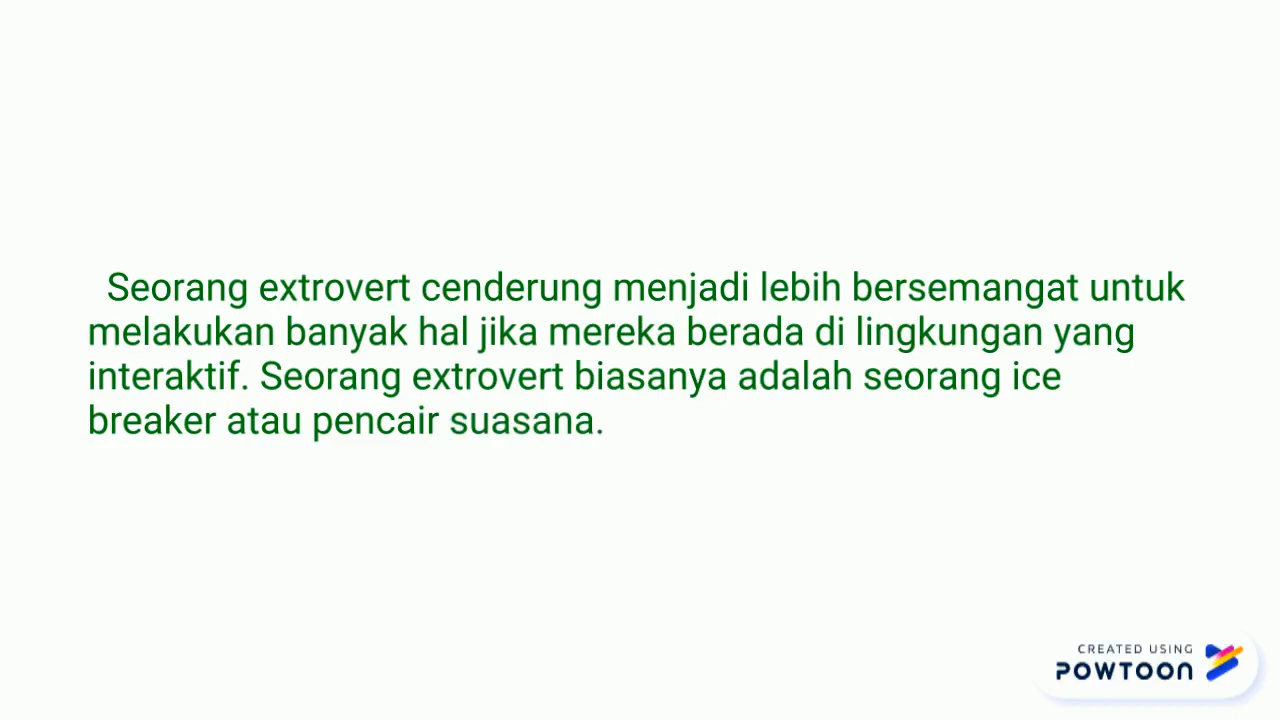 Seorang extrovert cenderung menjadi lebih bersemangat untuk
melakukan banyak hal jika mereka berada di lingkungan yang
interaktif. Seorang extrovert biasanya adalah seorang ice
breaker atau pencair suasana.
CREATED USING
POWTOON